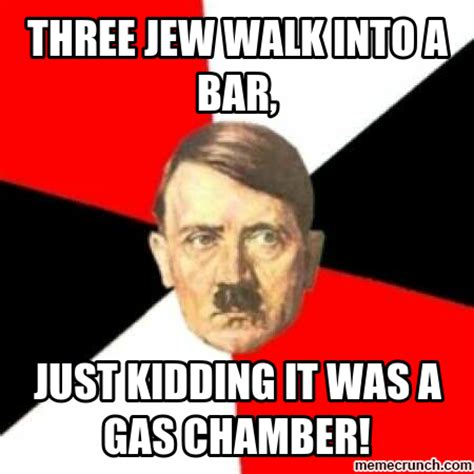 THREE JEW WALK INTO A
BAR,
JUST KIDDING IT WAS A
GAS CHAMBER!
memecrunch.com